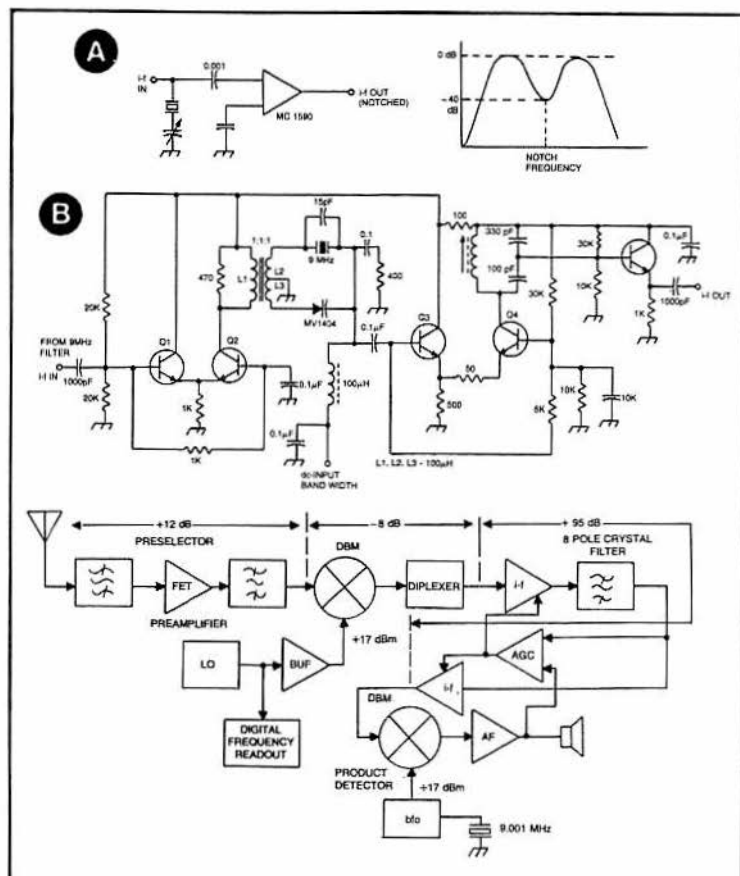 A
i-f
IN
0.001
MC 1590
i-f OUT
(NOTCHED)
0 dB
-40
dB
NOTCH
FREQUENCY
B
20K
FROM 9MHz
FILTER
i-f IN
1000pF
20K
Q1
Q2
1K
1K
0.1µF
470
1:1:1
L1
L2
L3
15pF
9 MHz
MV1404
0.1
400
0.1µF
100µH
0.1µF
dc-INPUT
BAND WIDTH
Q3
500
50
Q4
100
330 pF
100 pF
30K
5K
10K
10K
30K
10K
1K
0.1µF
1000pF
i-f OUT
L1, L2, L3 - 100µH
+12 dB
-8 dB
+ 95 dB
PRESELECTOR
DBM
8 POLE CRYSTAL
FILTER
FET
PREAMPLIFIER
DIPLEXER
i-f
LO
BUF
+17 dBm
AGC
DIGITAL
FREQUENCY
READOUT
DBM
i-f
AF
PRODUCT
DETECTOR
+17 dBm
bfo
9.001 MHz